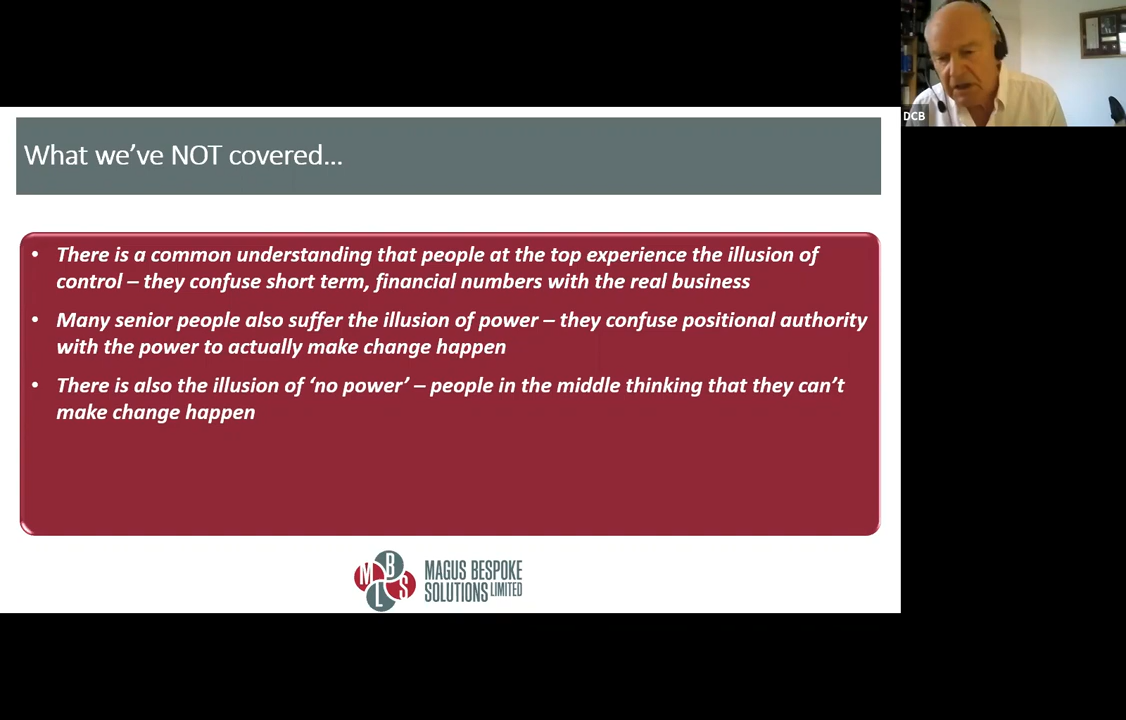 DCB
What we've NOT covered...
• There is a common understanding that people at the top experience the illusion of
control – they confuse short term, financial numbers with the real business
• Many senior people also suffer the illusion of power – they confuse positional authority
with the power to actually make change happen
• There is also the illusion of ‘no power’ – people in the middle thinking that they can’t
make change happen
M B L S
MAGUS BESPOKE
SOLUTIONS LIMITED